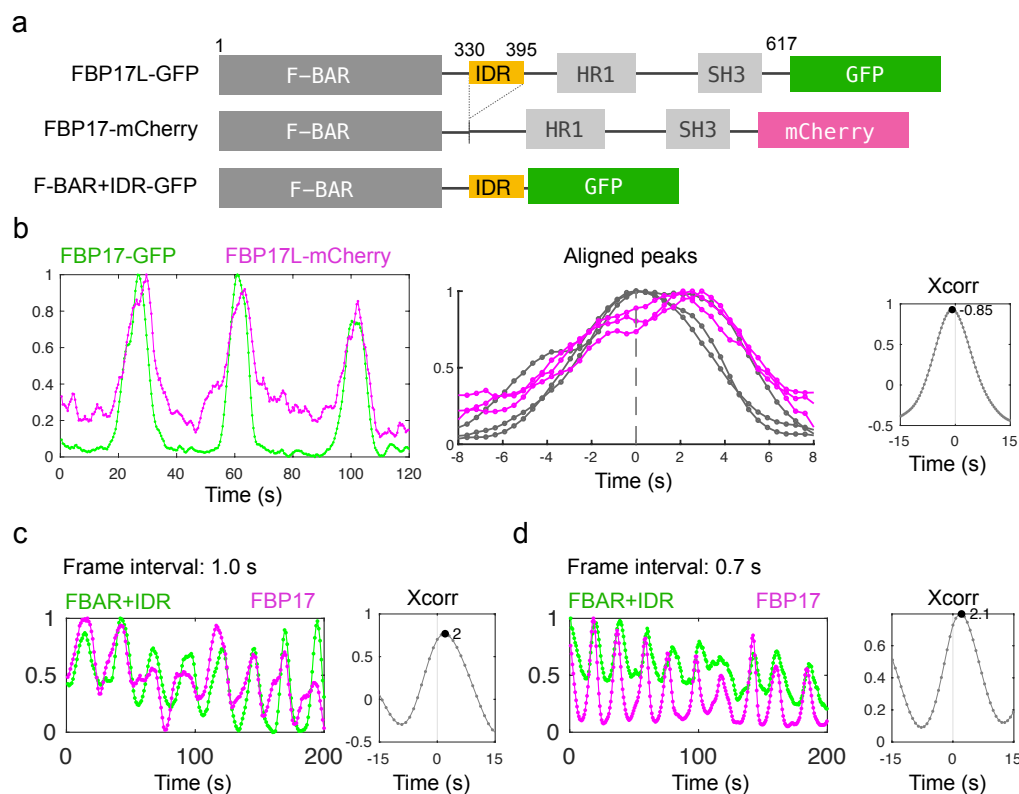 a
1 330 395 617
FBP17L-GFP F-BAR IDR HR1 SH3 GFP
FBP17-mCherry F-BAR HR1 SH3 mCherry
F-BAR+IDR-GFP F-BAR IDR GFP
b
FBP17-GFP FBP17L-mCherry
1
0.8
0.6
0.4
0.2
0
0 20 40 60 80 100 120
Time (s)
Aligned peaks
1
0.5
0
-8 -6 -4 -2 0 2 4 6 8
Time (s)
Xcorr
-0.85
1
0.5
0
-0.5
-15 0 15
Time (s)
c
Frame interval: 1.0 s
FBAR+IDR FBP17
1
0.5
0
0 100 200
Time (s)
Xcorr
2
1
0.5
0
-0.5
-15 0 15
Time (s)
d
Frame interval: 0.7 s
FBAR+IDR FBP17
1
0.5
0
0 100 200
Time (s)
Xcorr
2.1
0.8
0.6
0.4
0.2
0
-15 0 15
Time (s)